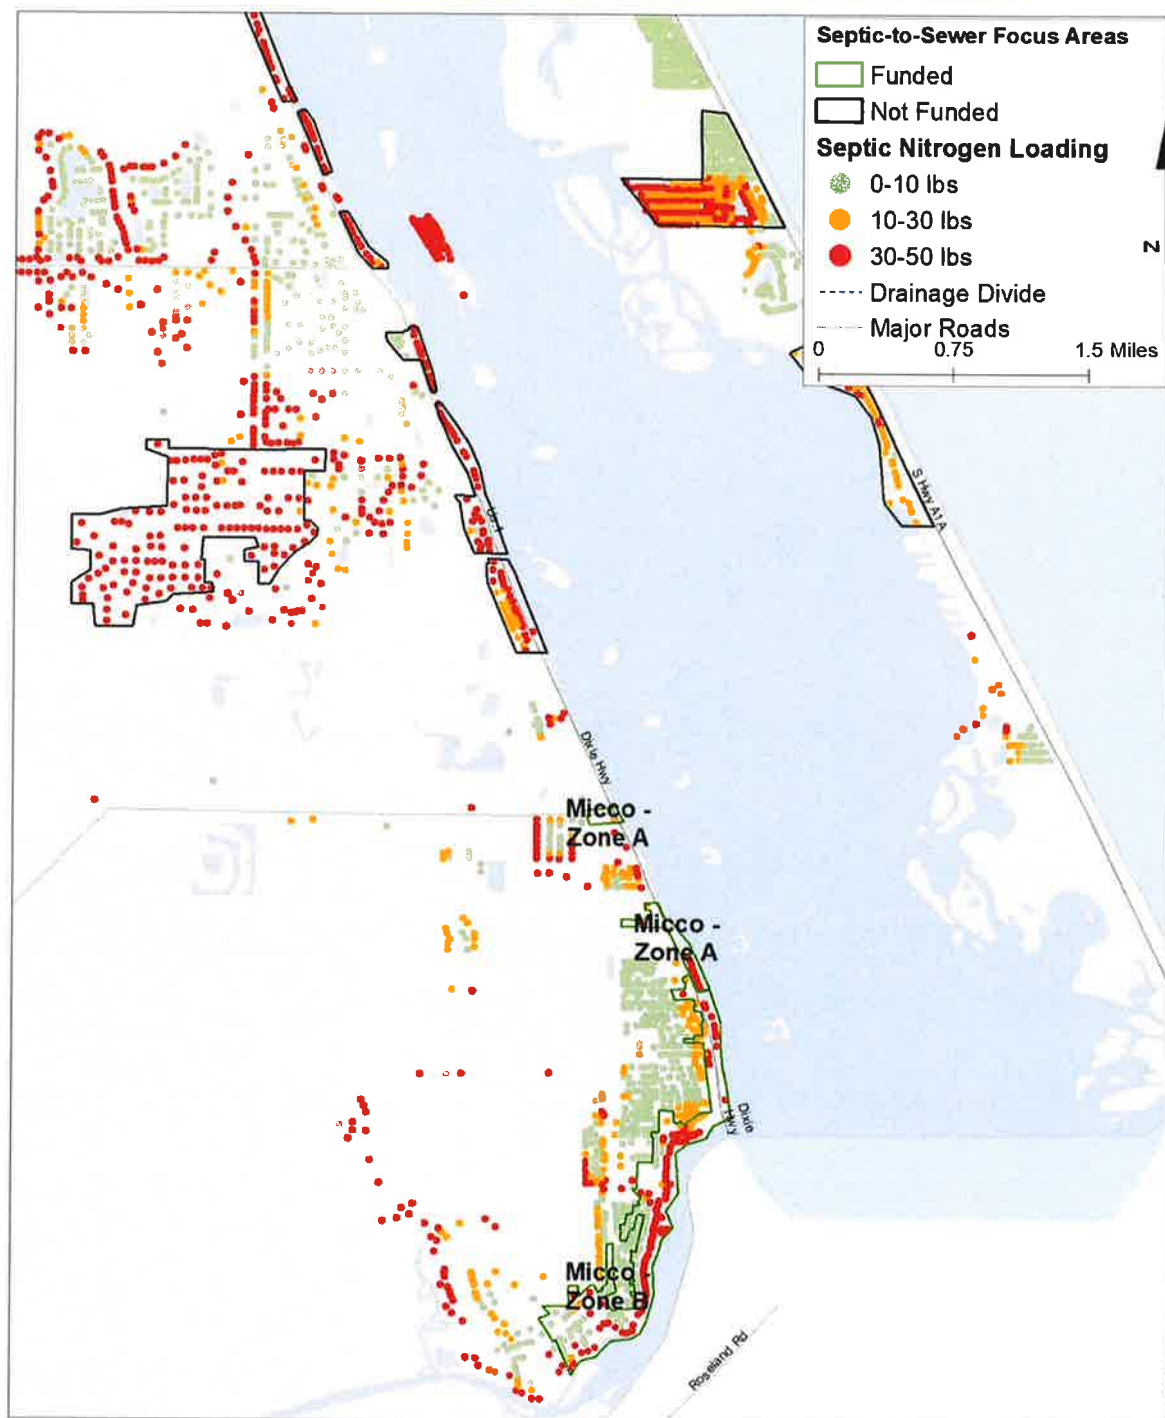 Septic-to-Sewer Focus Areas
Funded
Not Funded
Septic Nitrogen Loading
0-10 lbs
10-30 lbs
30-50 lbs
Drainage Divide
Major Roads
0 0.75 1.5 Miles
N
S Hwy A1A
US 1
Dixie Hwy
Micco -
Zone A
Micco -
Zone A
Dixie
Hwy
Micco -
Zone B
Roseland Rd